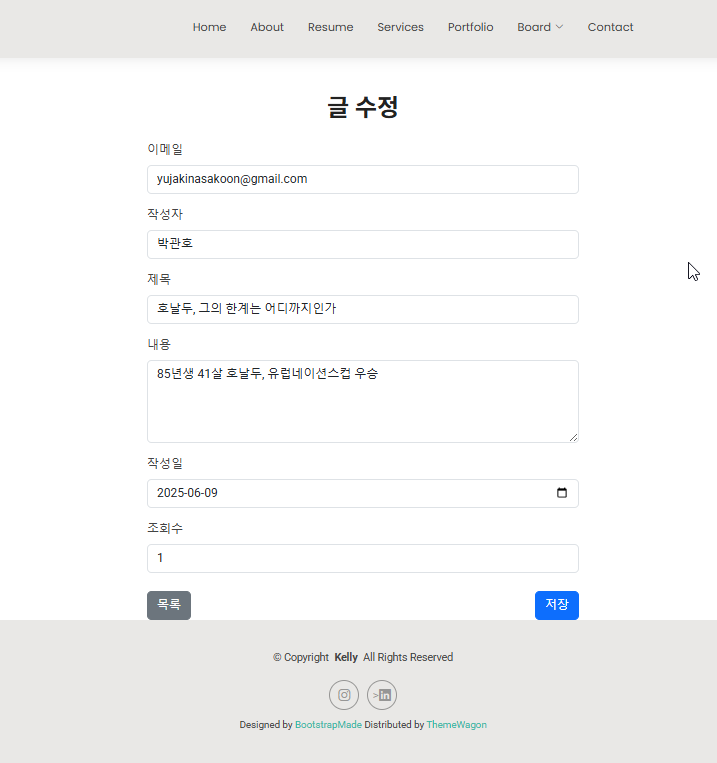 Home About Resume Services Portfolio Board Contact
글 수정
이메일
yujakinasakoon@gmail.com
작성자
박관호
제목
호날두, 그의 한계는 어디까지인가
내용
85년생 41살 호날두, 유럽네이션스컵 우승
작성일
2025-06-09
조회수
1
목록 저장
© Copyright Kelly All Rights Reserved
>
Designed by BootstrapMade Distributed by ThemeWagon